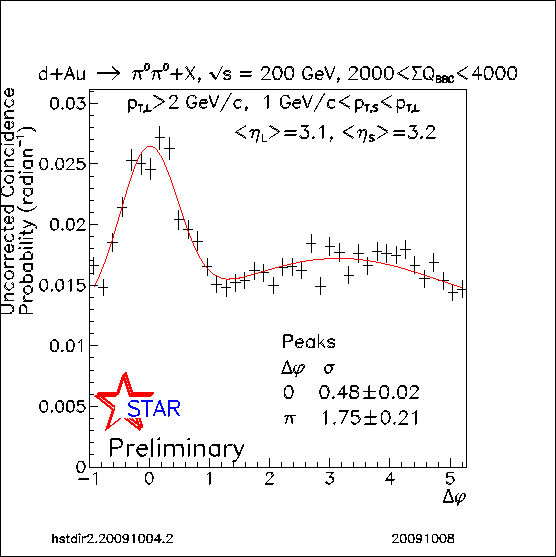 d+Au → π⁰π⁰+X, √s = 200 GeV, 2000<ΣQ_BBC<4000
p_T,L>2 GeV/c, 1 GeV/c<p_T,S<p_T,L
<η_L>=3.1, <η_S>=3.2
Uncorrected Coincidence
Probability (radian⁻¹)
0.03
0.025
0.02
0.015
0.01
0.005
0
Peaks
Δφ σ
0 0.48±0.02
π 1.75±0.21
STAR
Preliminary
-1 0 1 2 3 4 5
Δφ
hstdir2.20091004.2 20091008